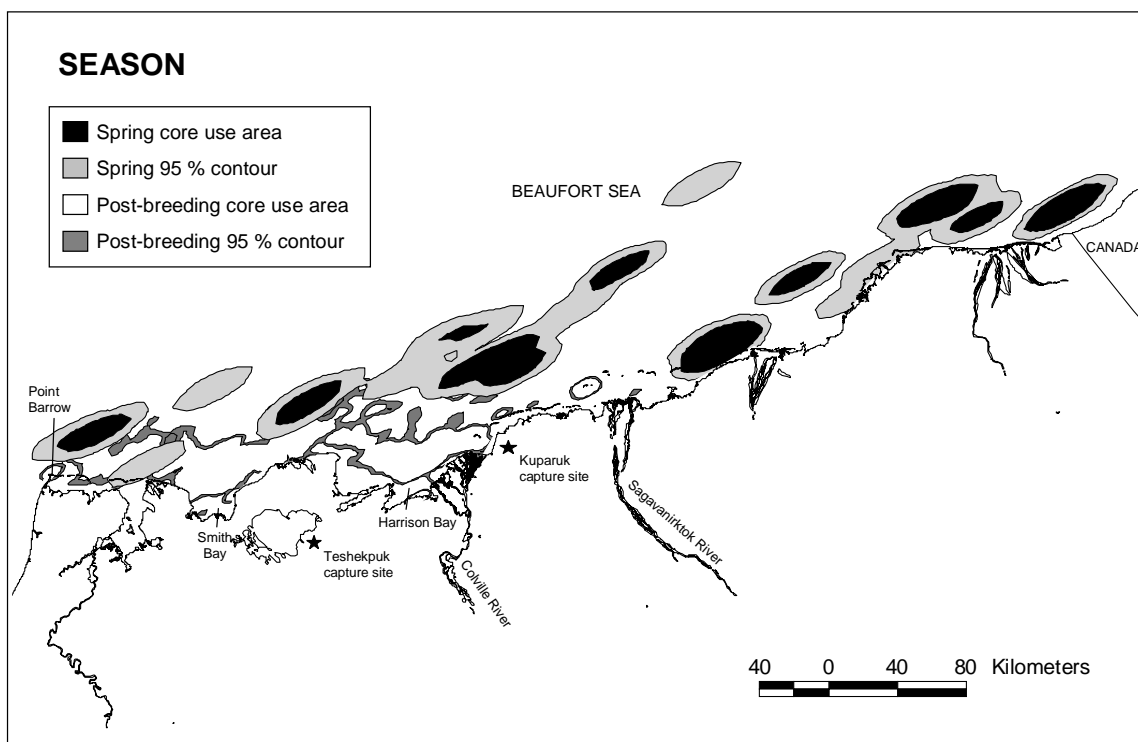 SEASON
Spring core use area
Spring 95 % contour
Post-breeding core use area
Post-breeding 95 % contour
BEAUFORT SEA
CANADA
Point
Barrow
Kuparuk
capture site
Sagavanirktok River
Harrison Bay
Smith
Bay
Teshekpuk
capture site
Colville River
40 0 40 80 Kilometers